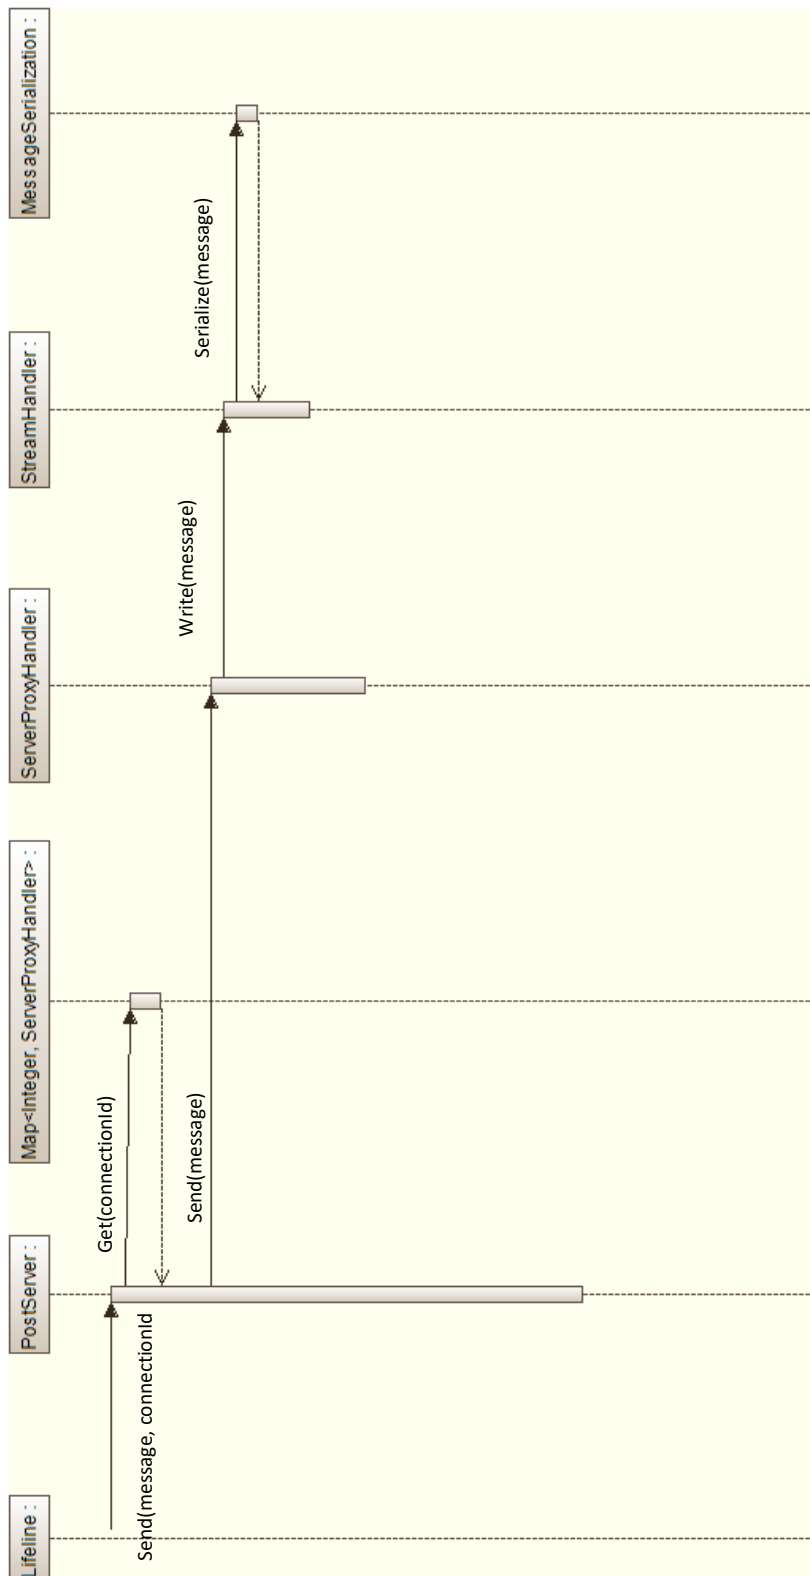 Lifeline :
PostServer :
Map<Integer, ServerProxyHandler> :
ServerProxyHandler :
StreamHandler :
MessageSerialization :
Send(message, connectionId
Get(connectionId)
Send(message)
Write(message)
Serialize(message)